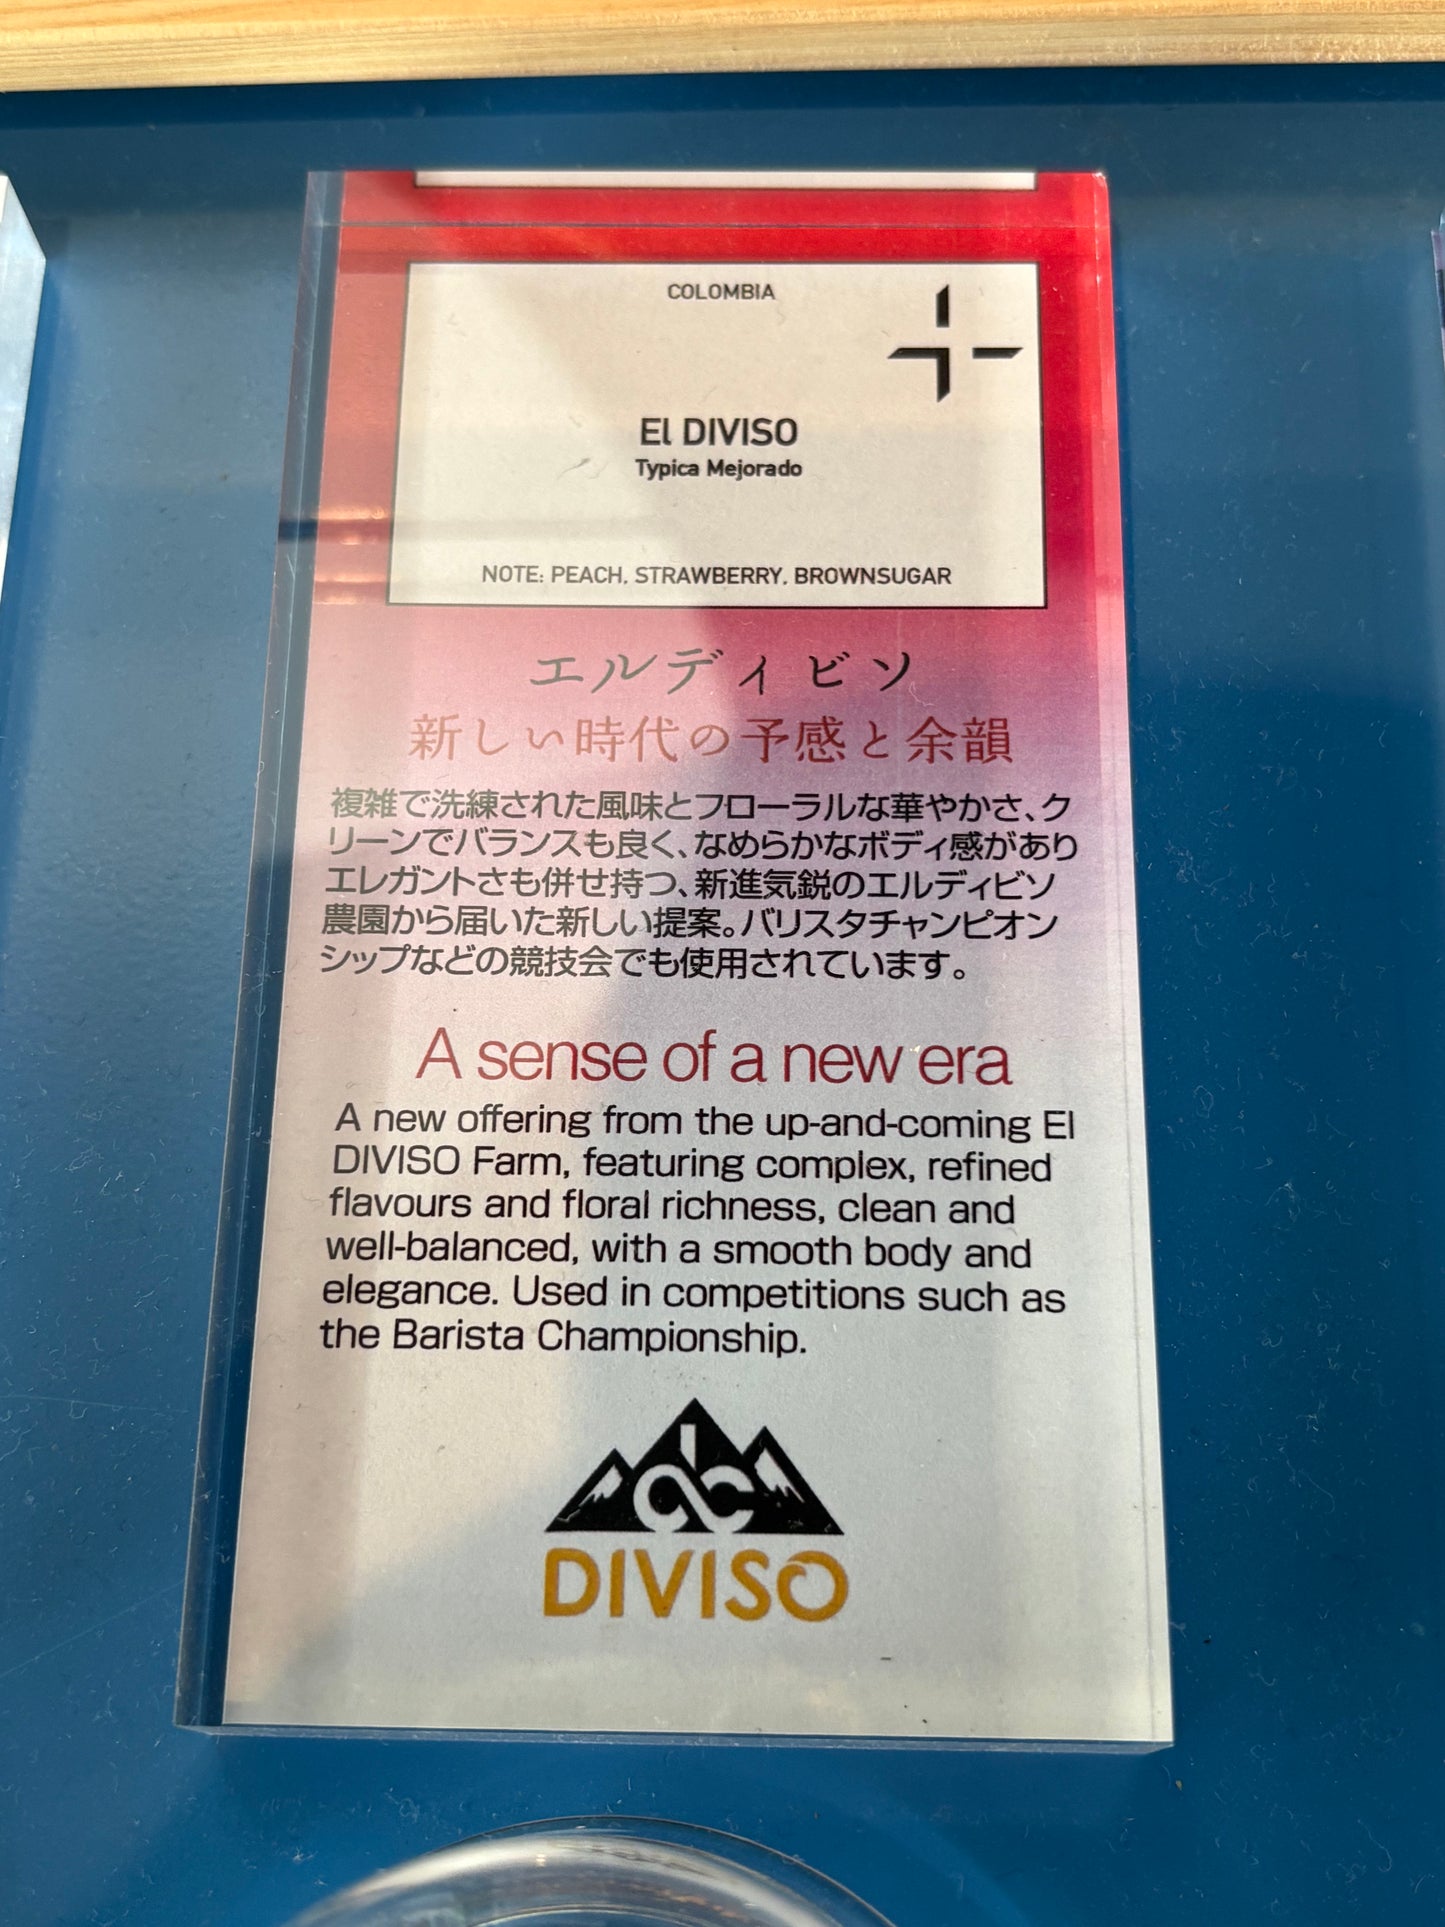 COLOMBIA
El DIVISO
Typica Mejorado
NOTE: PEACH, STRAWBERRY, BROWNSUGAR
エルディビソ
新しい時代の予感と余韻
複雑で洗練された風味とフローラルな華やかさ、ク
リーンでバランスも良く、なめらかなボディ感があり
エレガントさも併せ持つ、新進気鋭のエルディビソ
農園から届いた新しい提案。バリスタチャンピオン
シップなどの競技会でも使用されています。
A sense of a new era
A new offering from the up-and-coming El
DIVISO Farm, featuring complex, refined
flavours and floral richness, clean and
well-balanced, with a smooth body and
elegance. Used in competitions such as
the Barista Championship.
DIVISO